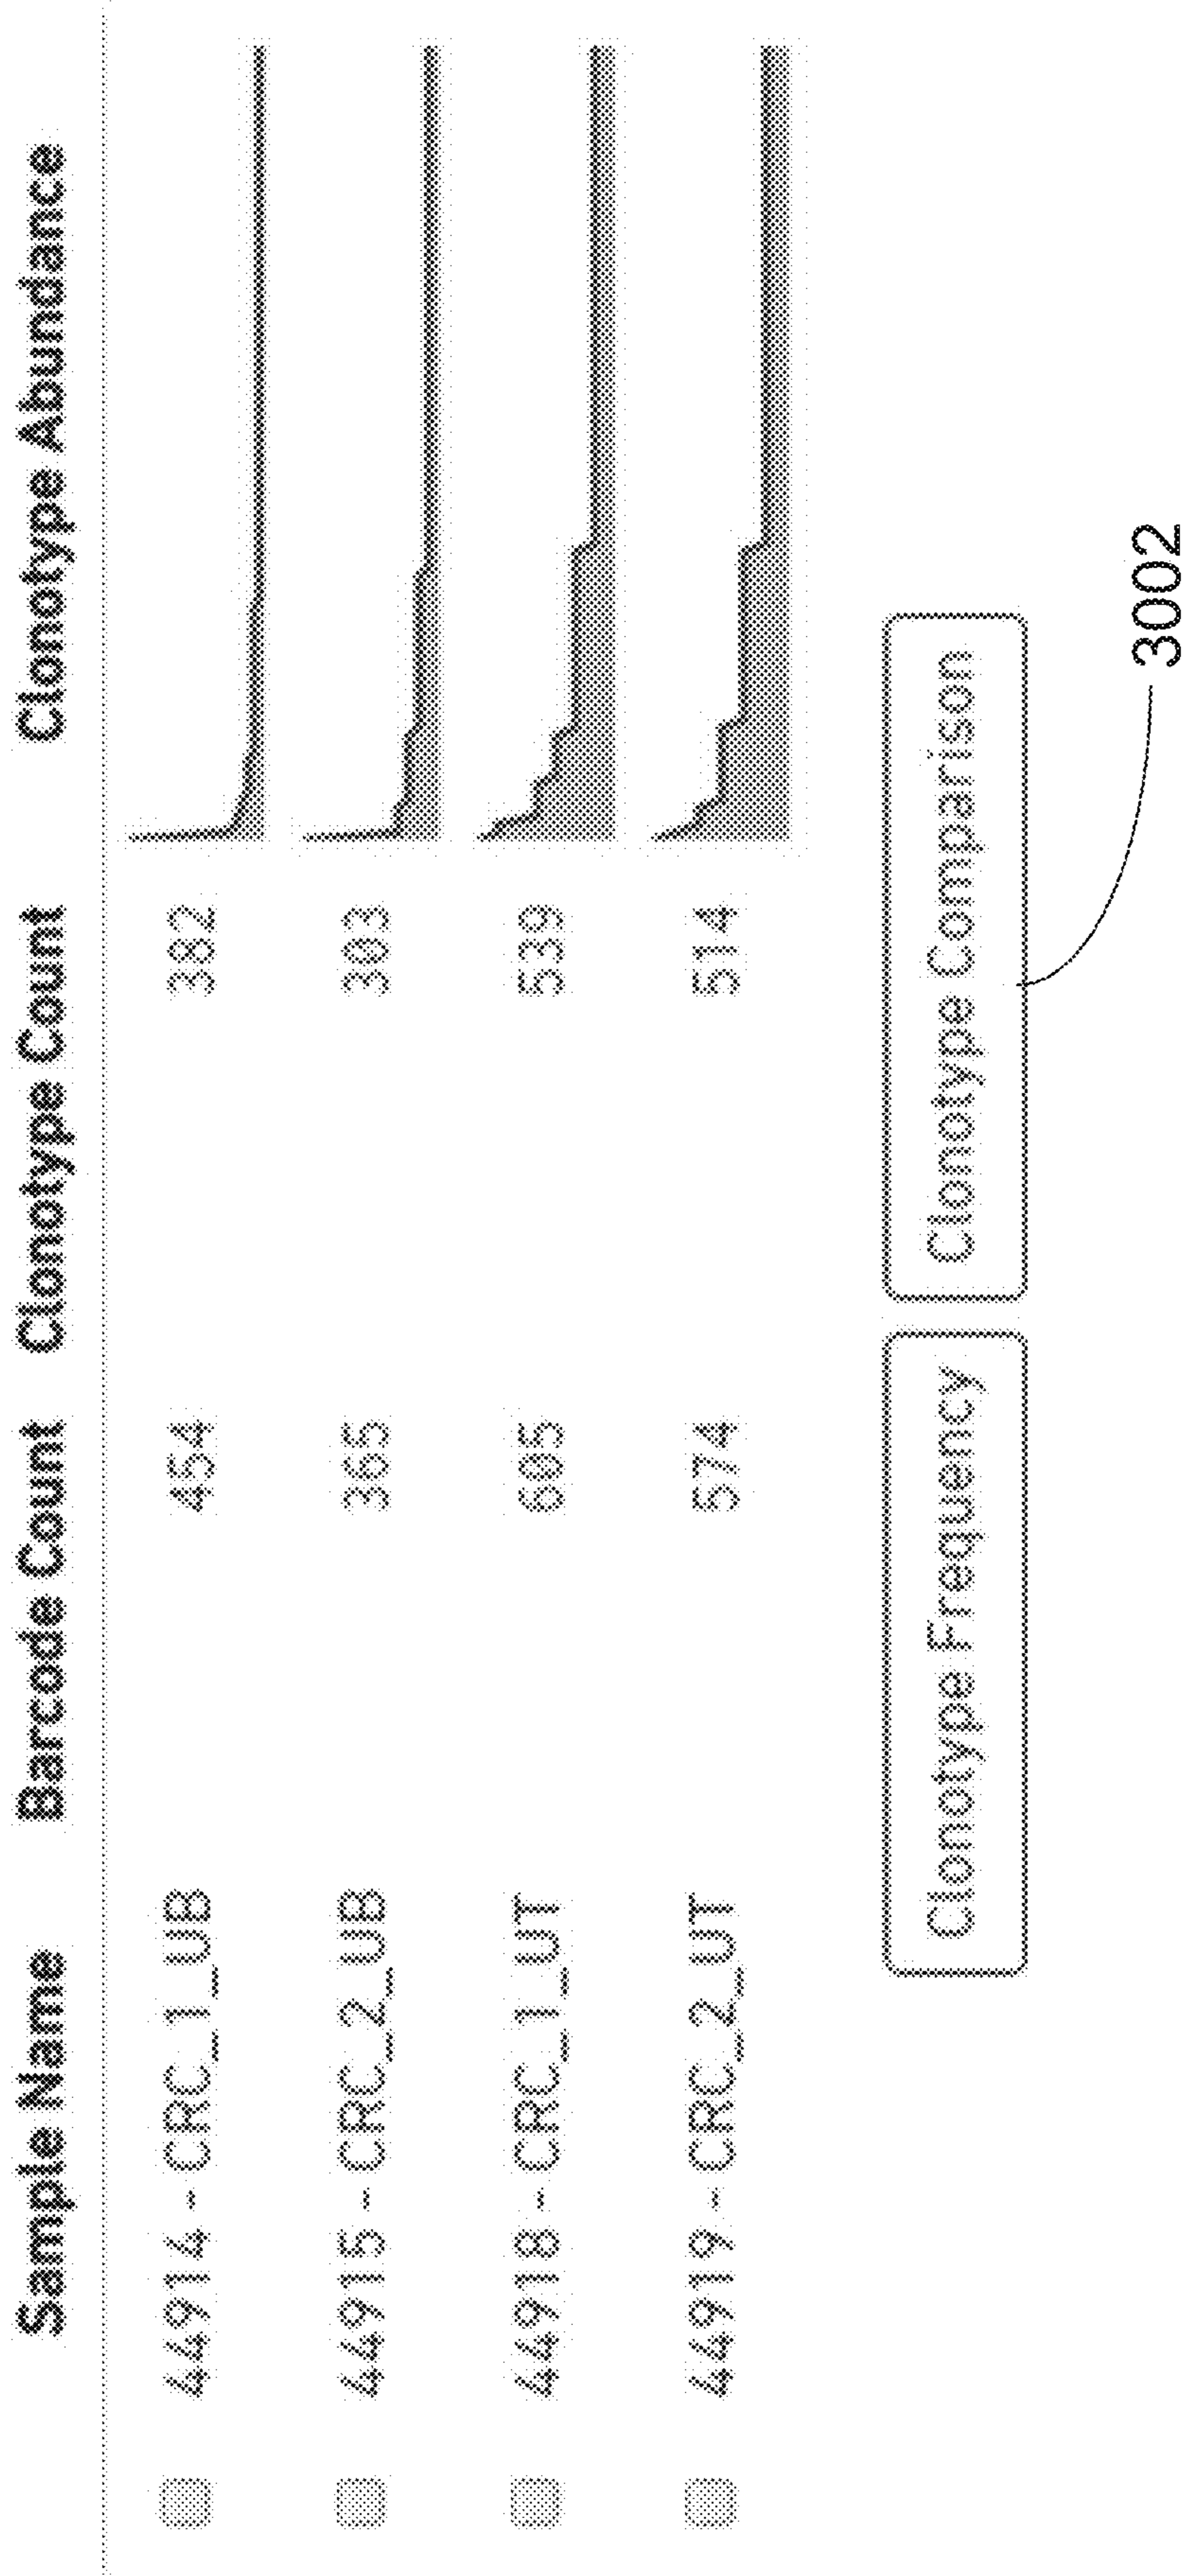 Sample Name Barcode Count Clonotype Count Clonotype Abundance
44914 - CRC_1_UB 454 382
44915 - CRC_2_UB 365 303
44918 - CRC_1_UT 605 539
44919 - CRC_2_UT 574 514
Clonotype Frequency Clonotype Comparison
3002